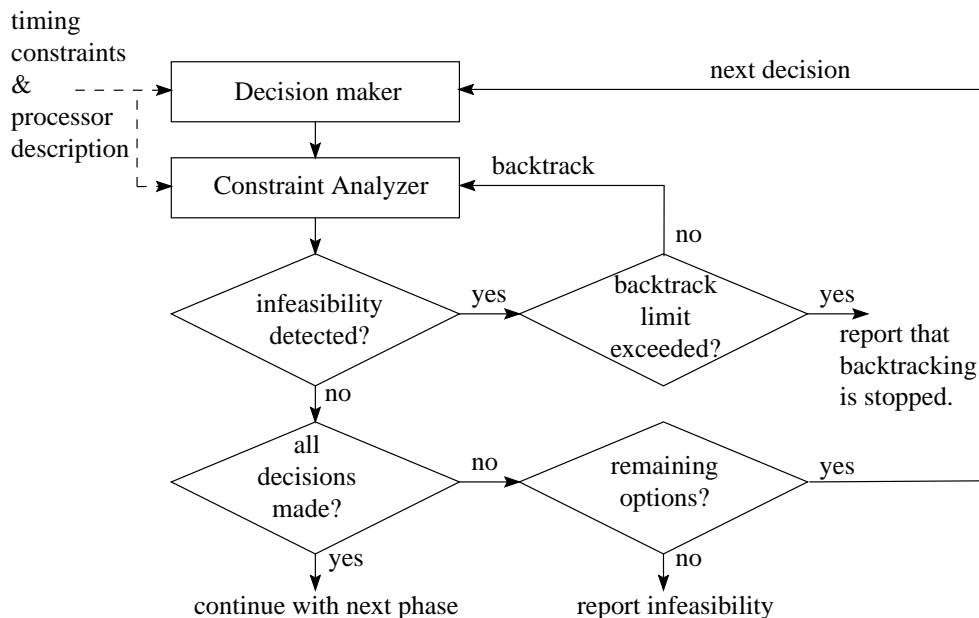 timing
constraints
&
processor
description
next decision
Decision maker
backtrack
Constraint Analyzer
no
infeasibility
detected?
yes
backtrack
limit
exceeded?
yes
report that
backtracking
is stopped.
no
all
decisions
made?
no
remaining
options?
yes
yes
no
continue with next phase
report infeasibility